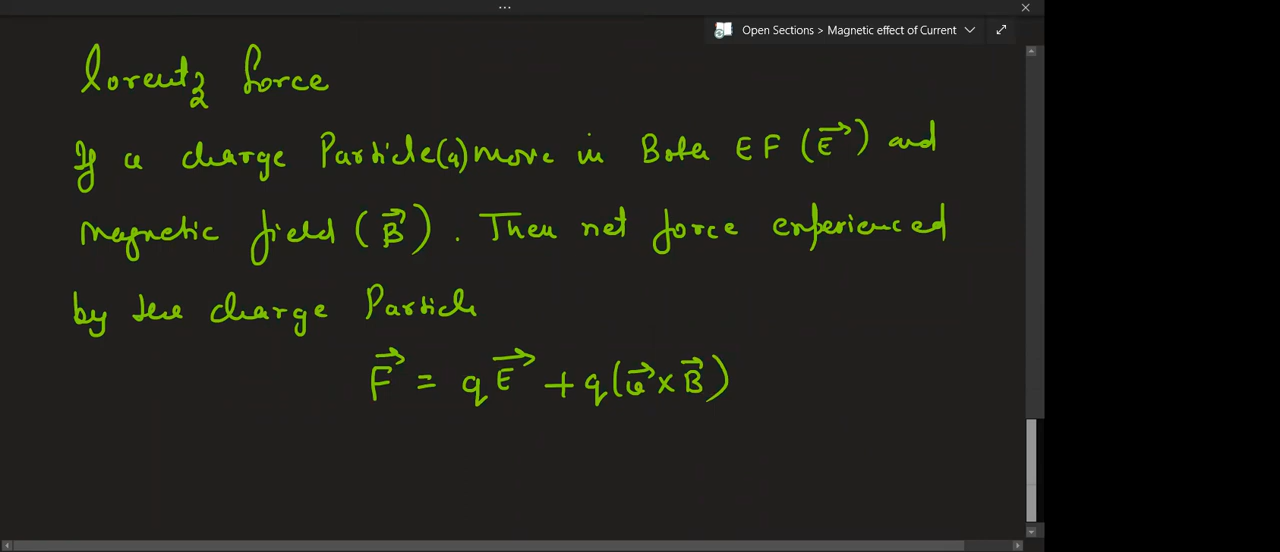 Open Sections > Magnetic effect of Current
Lorentz force
If a charge Particle(q) move in Both EF (E→) and
magnetic field (B→). Then net force experienced
by the charge Particle
F→ = qE→ + q(v→ × B→)